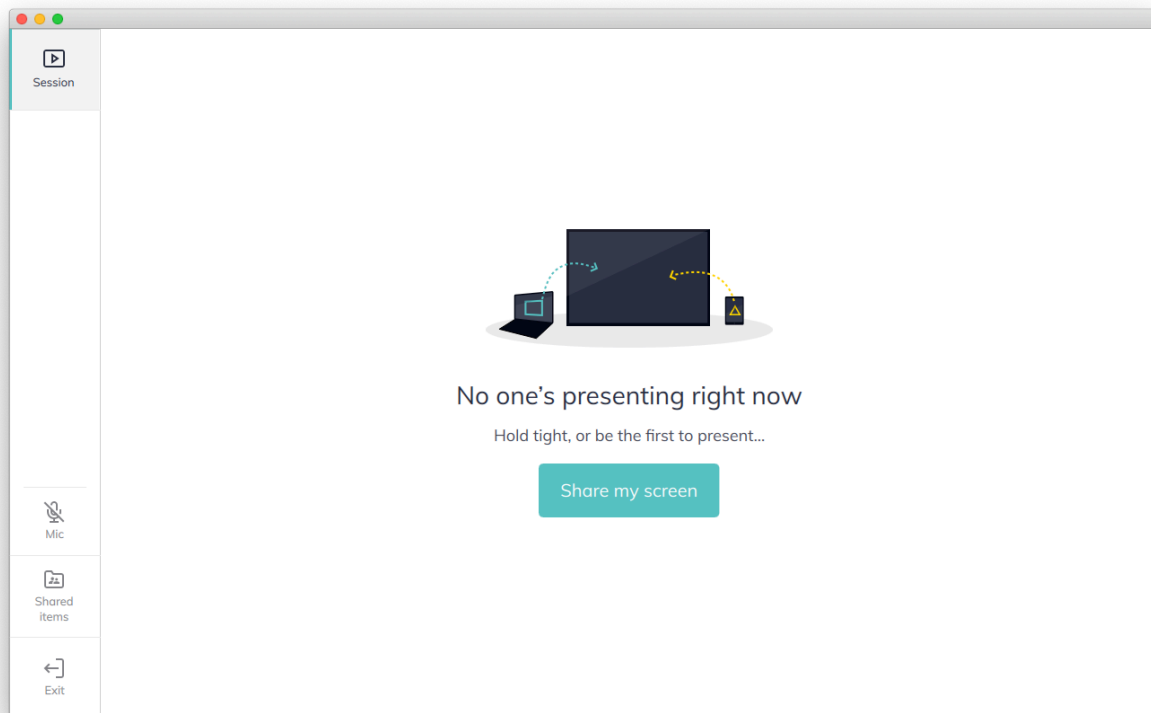 Session
No one’s presenting right now
Hold tight, or be the first to present...
Share my screen
Mic
Shared
items
Exit